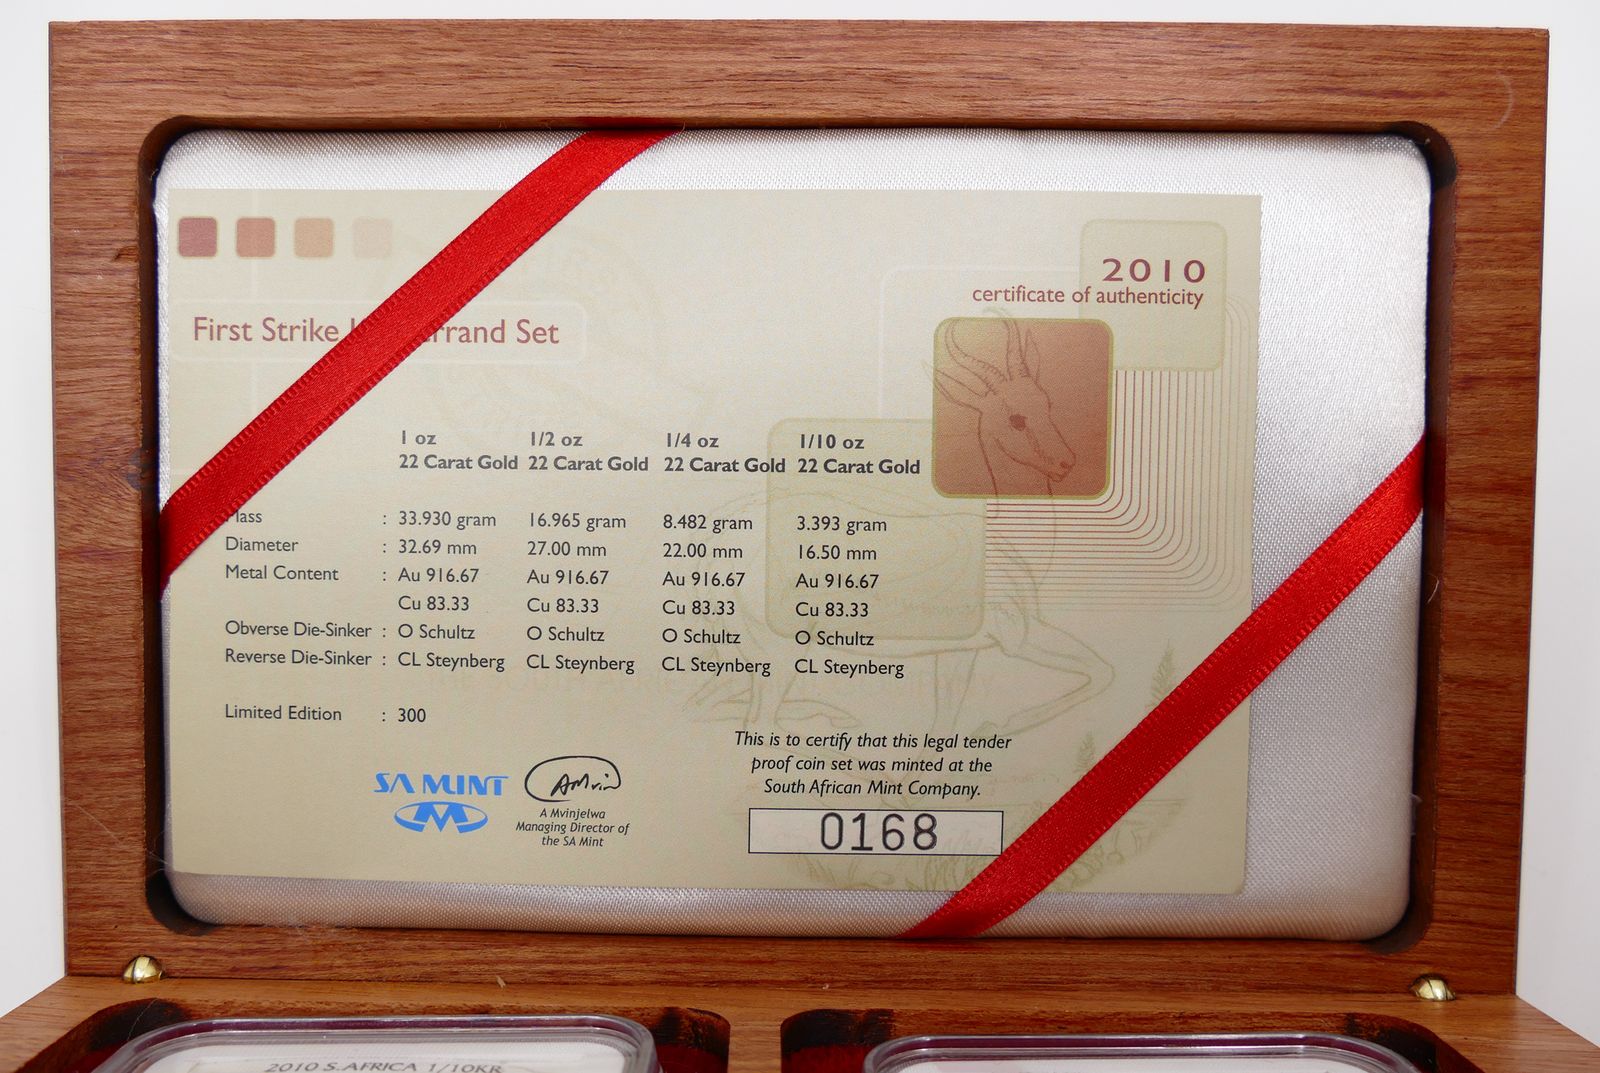 2010
certificate of authenticity
First Strike rrand Set
1 oz 1/2 oz 1/4 oz 1/10 oz
22 Carat Gold 22 Carat Gold 22 Carat Gold 22 Carat Gold
Mass : 33.930 gram 16.965 gram 8.482 gram 3.393 gram
Diameter : 32.69 mm 27.00 mm 22.00 mm 16.50 mm
Metal Content : Au 916.67 Au 916.67 Au 916.67 Au 916.67
Cu 83.33 Cu 83.33 Cu 83.33 Cu 83.33
Obverse Die-Sinker : O Schultz O Schultz O Schultz O Schultz
Reverse Die-Sinker : CL Steynberg CL Steynberg CL Steynberg CL Steynberg
Limited Edition : 300
This is to certify that this legal tender
proof coin set was minted at the
South African Mint Company.
0168
SA MINT
A Mvinjelwa
Managing Director of
the SA Mint
2010 S.AFRICA 1/10KR